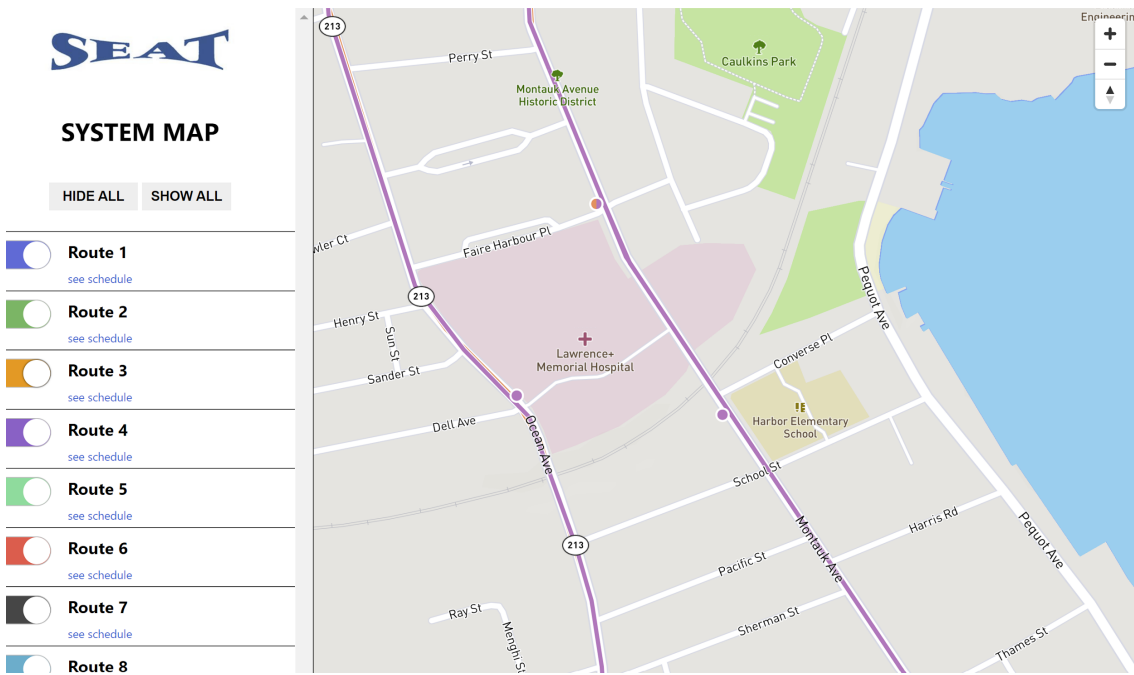 SEAT
SYSTEM MAP
HIDE ALL SHOW ALL
Route 1
see schedule
Route 2
see schedule
Route 3
see schedule
Route 4
see schedule
Route 5
see schedule
Route 6
see schedule
Route 7
see schedule
Route 8
213
Perry St
Montauk Avenue
Historic District
Caulkins Park
Engineerin
+
−
wler Ct
Faire Harbour Pl
213
Henry St
Sun St
Sander St
Dell Ave
Lawrence+
Memorial Hospital
Pequot Ave
Converse Pl
Harbor Elementary
School
Ocean Ave
School St
213
Montauk Ave
Harris Rd
Pequot Ave
Pacific St
Sherman St
Ray St
Menghi St
Thames St